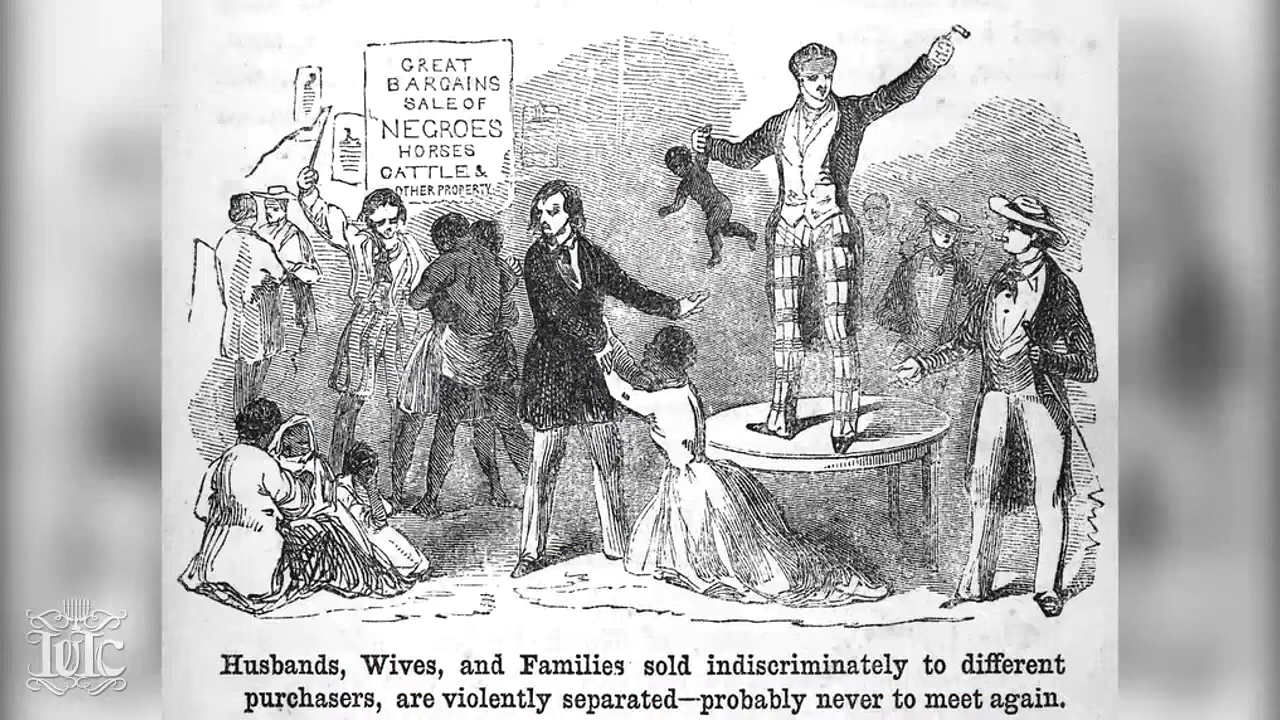 GREAT
BARGAINS
SALE OF
NEGROES
HORSES
CATTLE &
OTHER PROPERTY
Husbands, Wives, and Families sold indiscriminately to different
purchasers, are violently separated—probably never to meet again.
IUIC